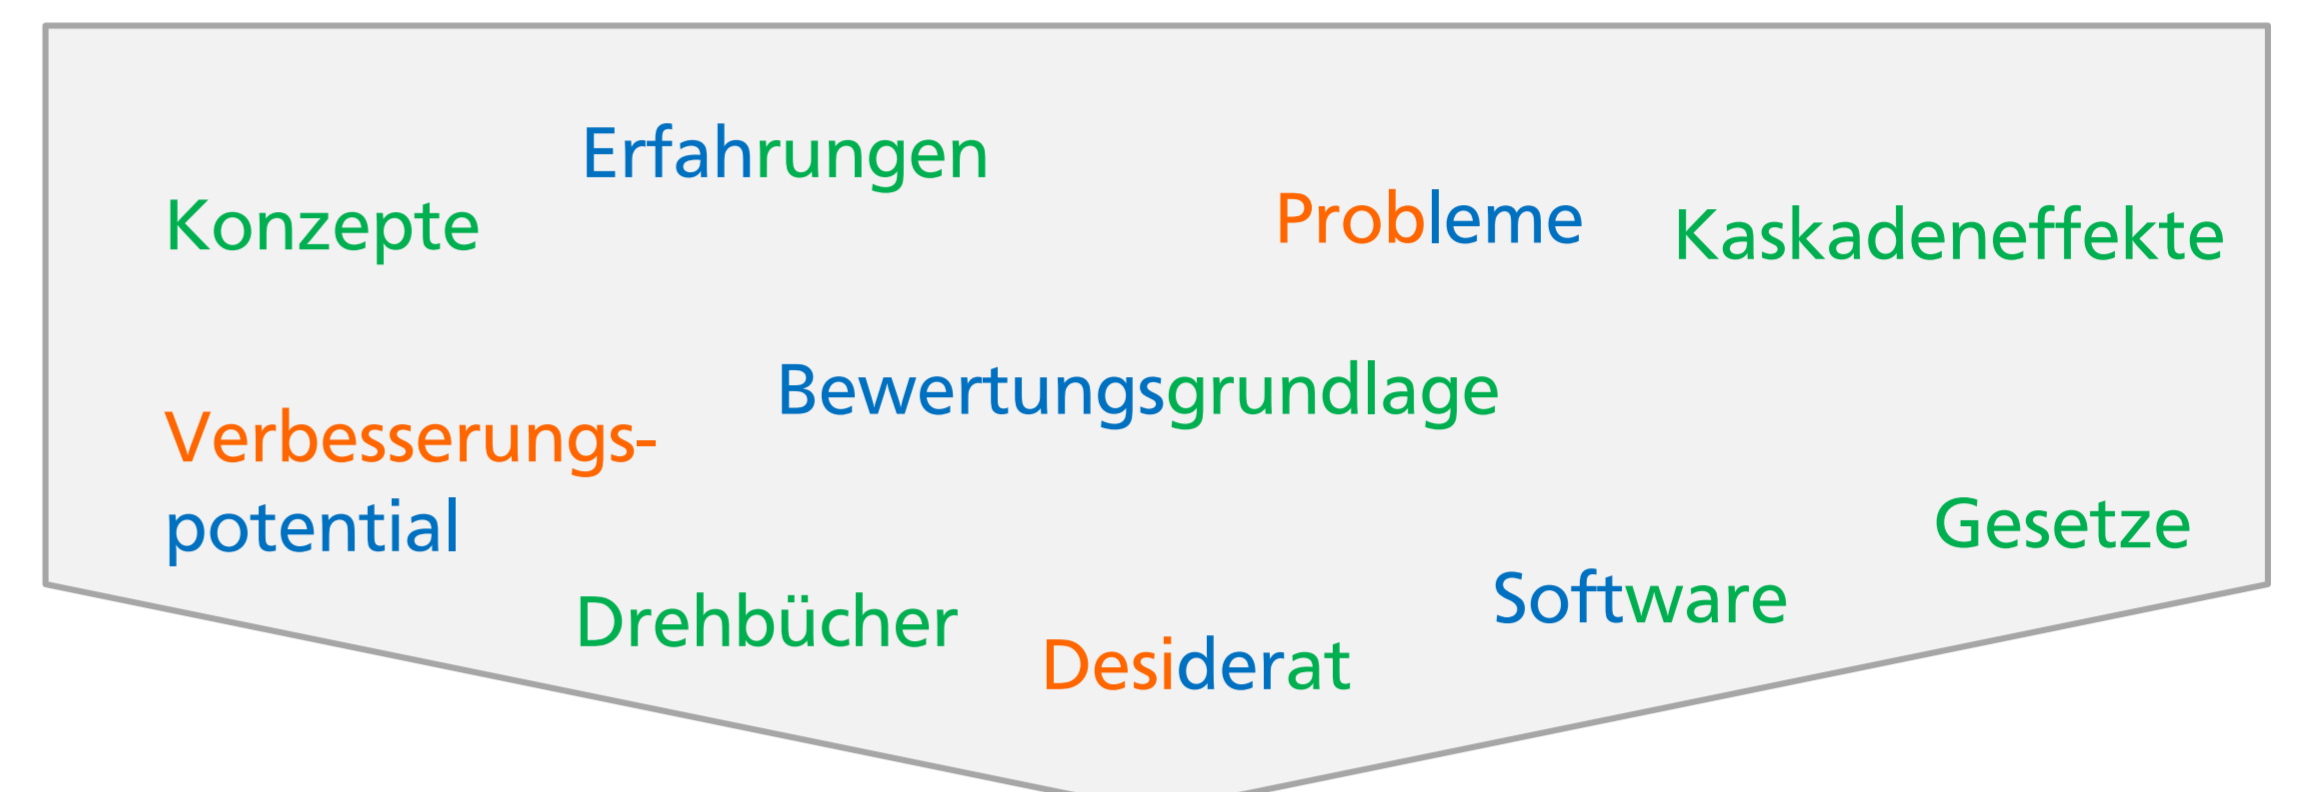 Erfahrungen
Konzepte
Probleme
Kaskadeneffekte
Bewertungsgrundlage
Verbesserungs-
potential
Gesetze
Software
Drehbücher
Desiderat